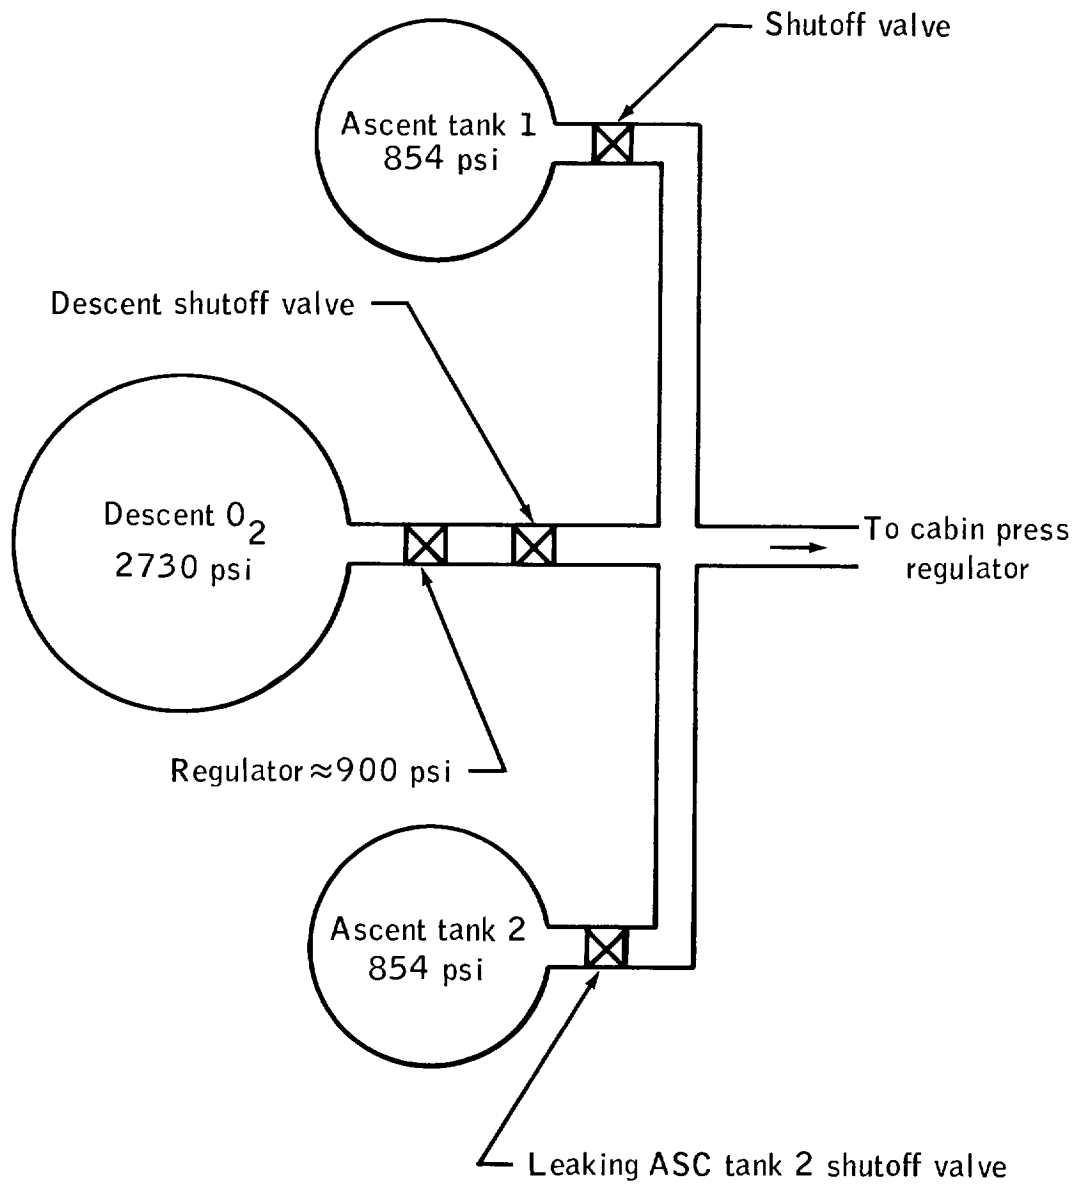 Shutoff valve
Ascent tank 1
854 psi
Descent shutoff valve
Descent O2
2730 psi
To cabin press
regulator
Regulator≈900 psi
Ascent tank 2
854 psi
Leaking ASC tank 2 shutoff valve